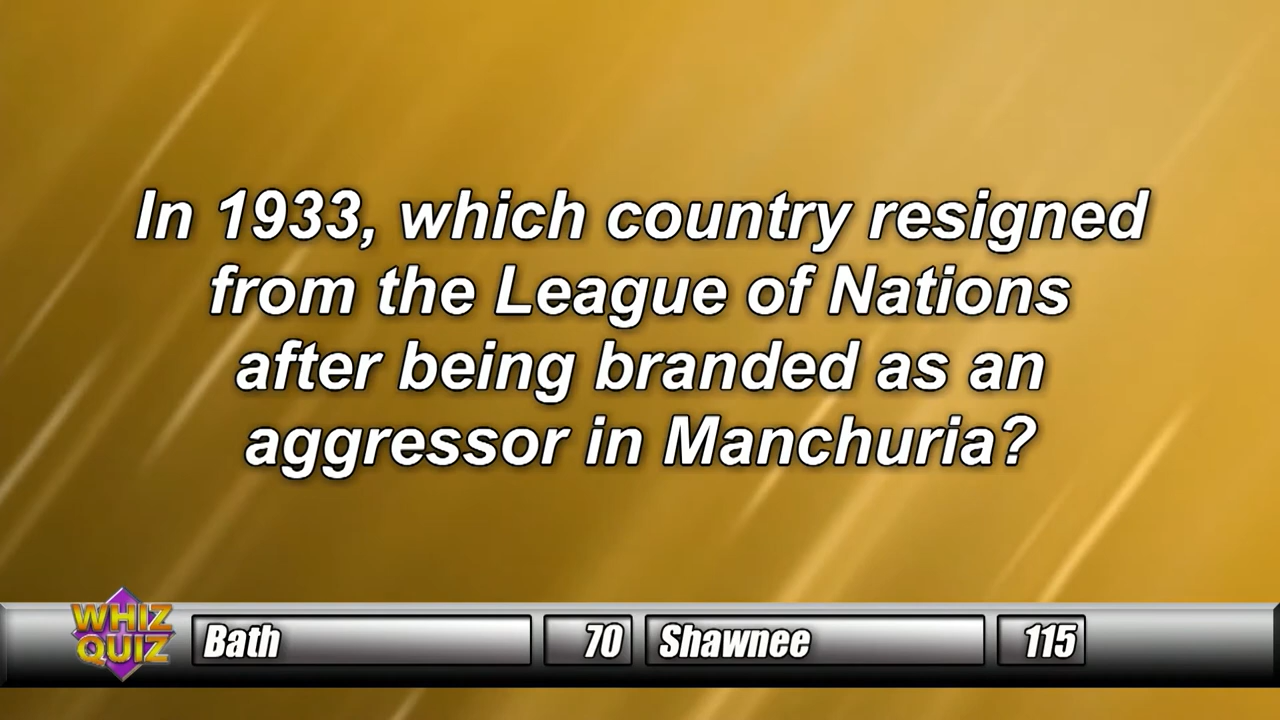 In 1933, which country resigned
from the League of Nations
after being branded as an
aggressor in Manchuria?
WHIZ
QUIZ
Bath 70 Shawnee 115